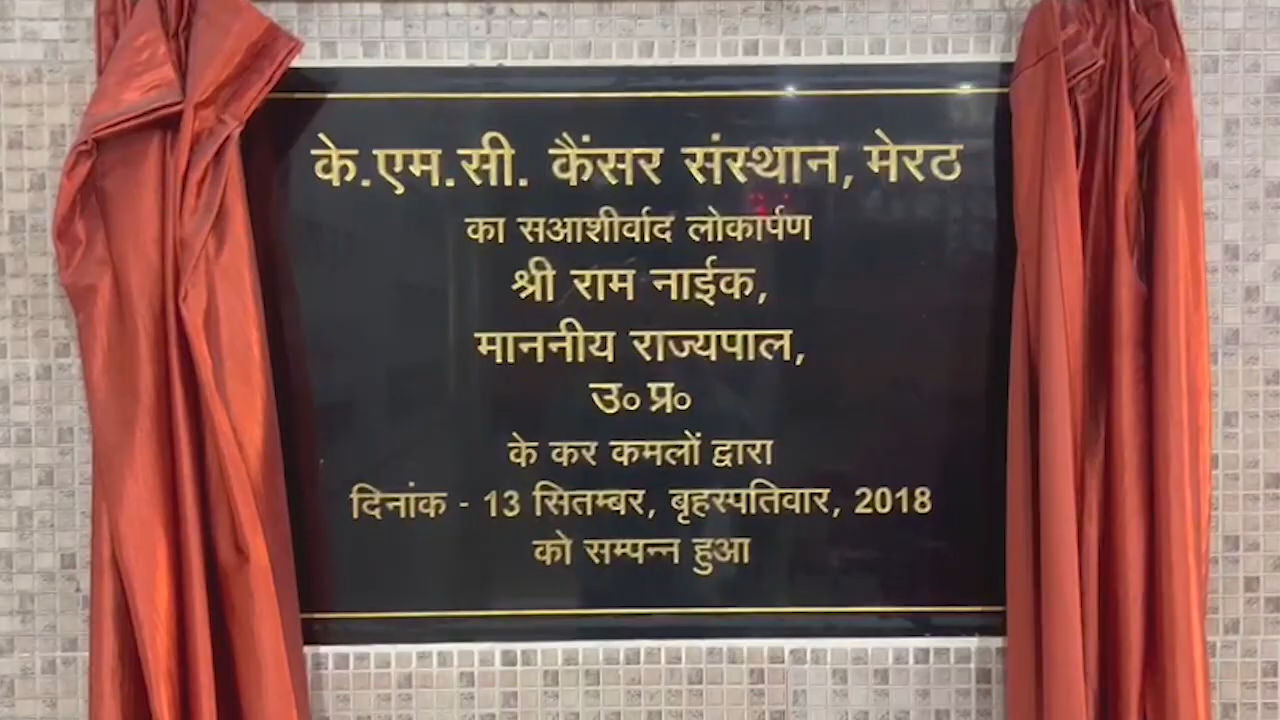 के.एम.सी. कैंसर संस्थान, मेरठ
का सआशीर्वाद लोकार्पण
श्री राम नाईक,
माननीय राज्यपाल,
उ० प्र०
के कर कमलों द्वारा
दिनांक - 13 सितम्बर, बृहस्पतिवार, 2018
को सम्पन्न हुआ